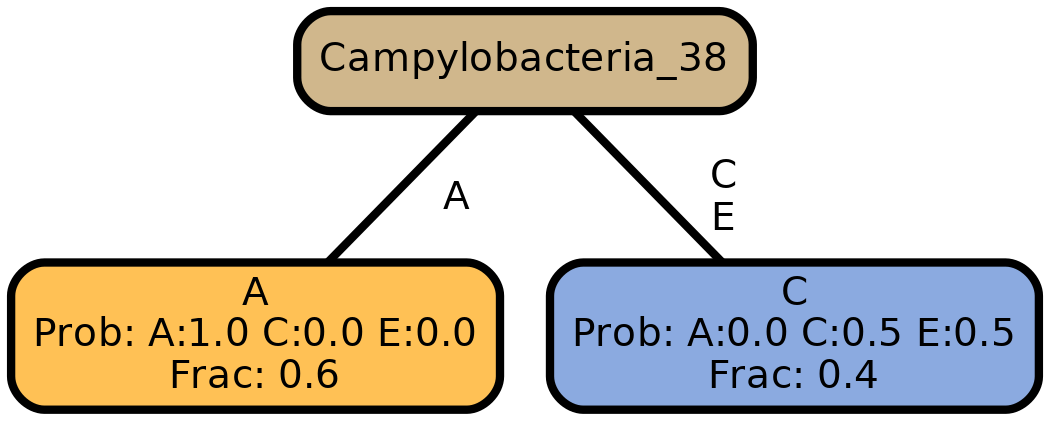 Campylobacteria_38
A
C
E
A
Prob: A:1.0 C:0.0 E:0.0
Frac: 0.6
C
Prob: A:0.0 C:0.5 E:0.5
Frac: 0.4